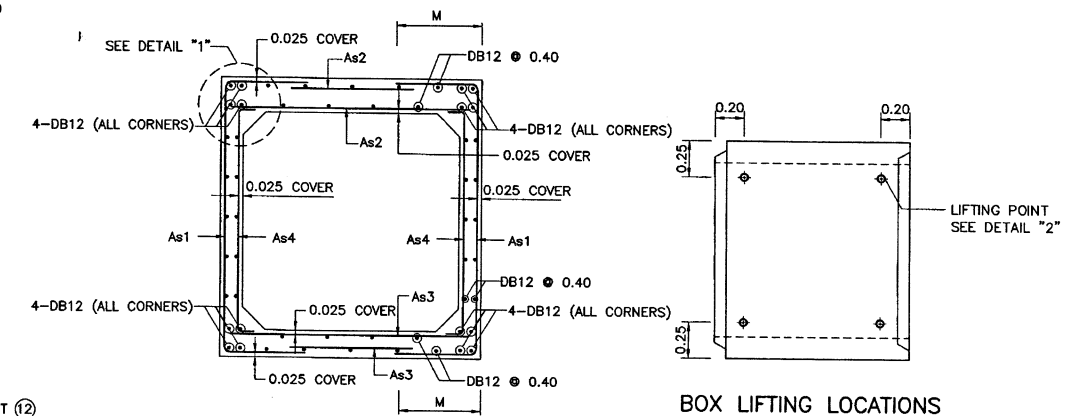 M
SEE DETAIL "1"
0.025 COVER
As2
DB12 @ 0.40
4-DB12 (ALL CORNERS)
4-DB12 (ALL CORNERS)
As2
0.025 COVER
0.025 COVER
0.025 COVER
As1
As4
As4
As1
DB12 @ 0.40
As3
4-DB12 (ALL CORNERS)
0.025 COVER
4-DB12 (ALL CORNERS)
As3
0.025 COVER
DB12 @ 0.40
M
T 12
0.20
0.20
0.25
LIFTING POINT
SEE DETAIL "2"
0.25
BOX LIFTING LOCATIONS